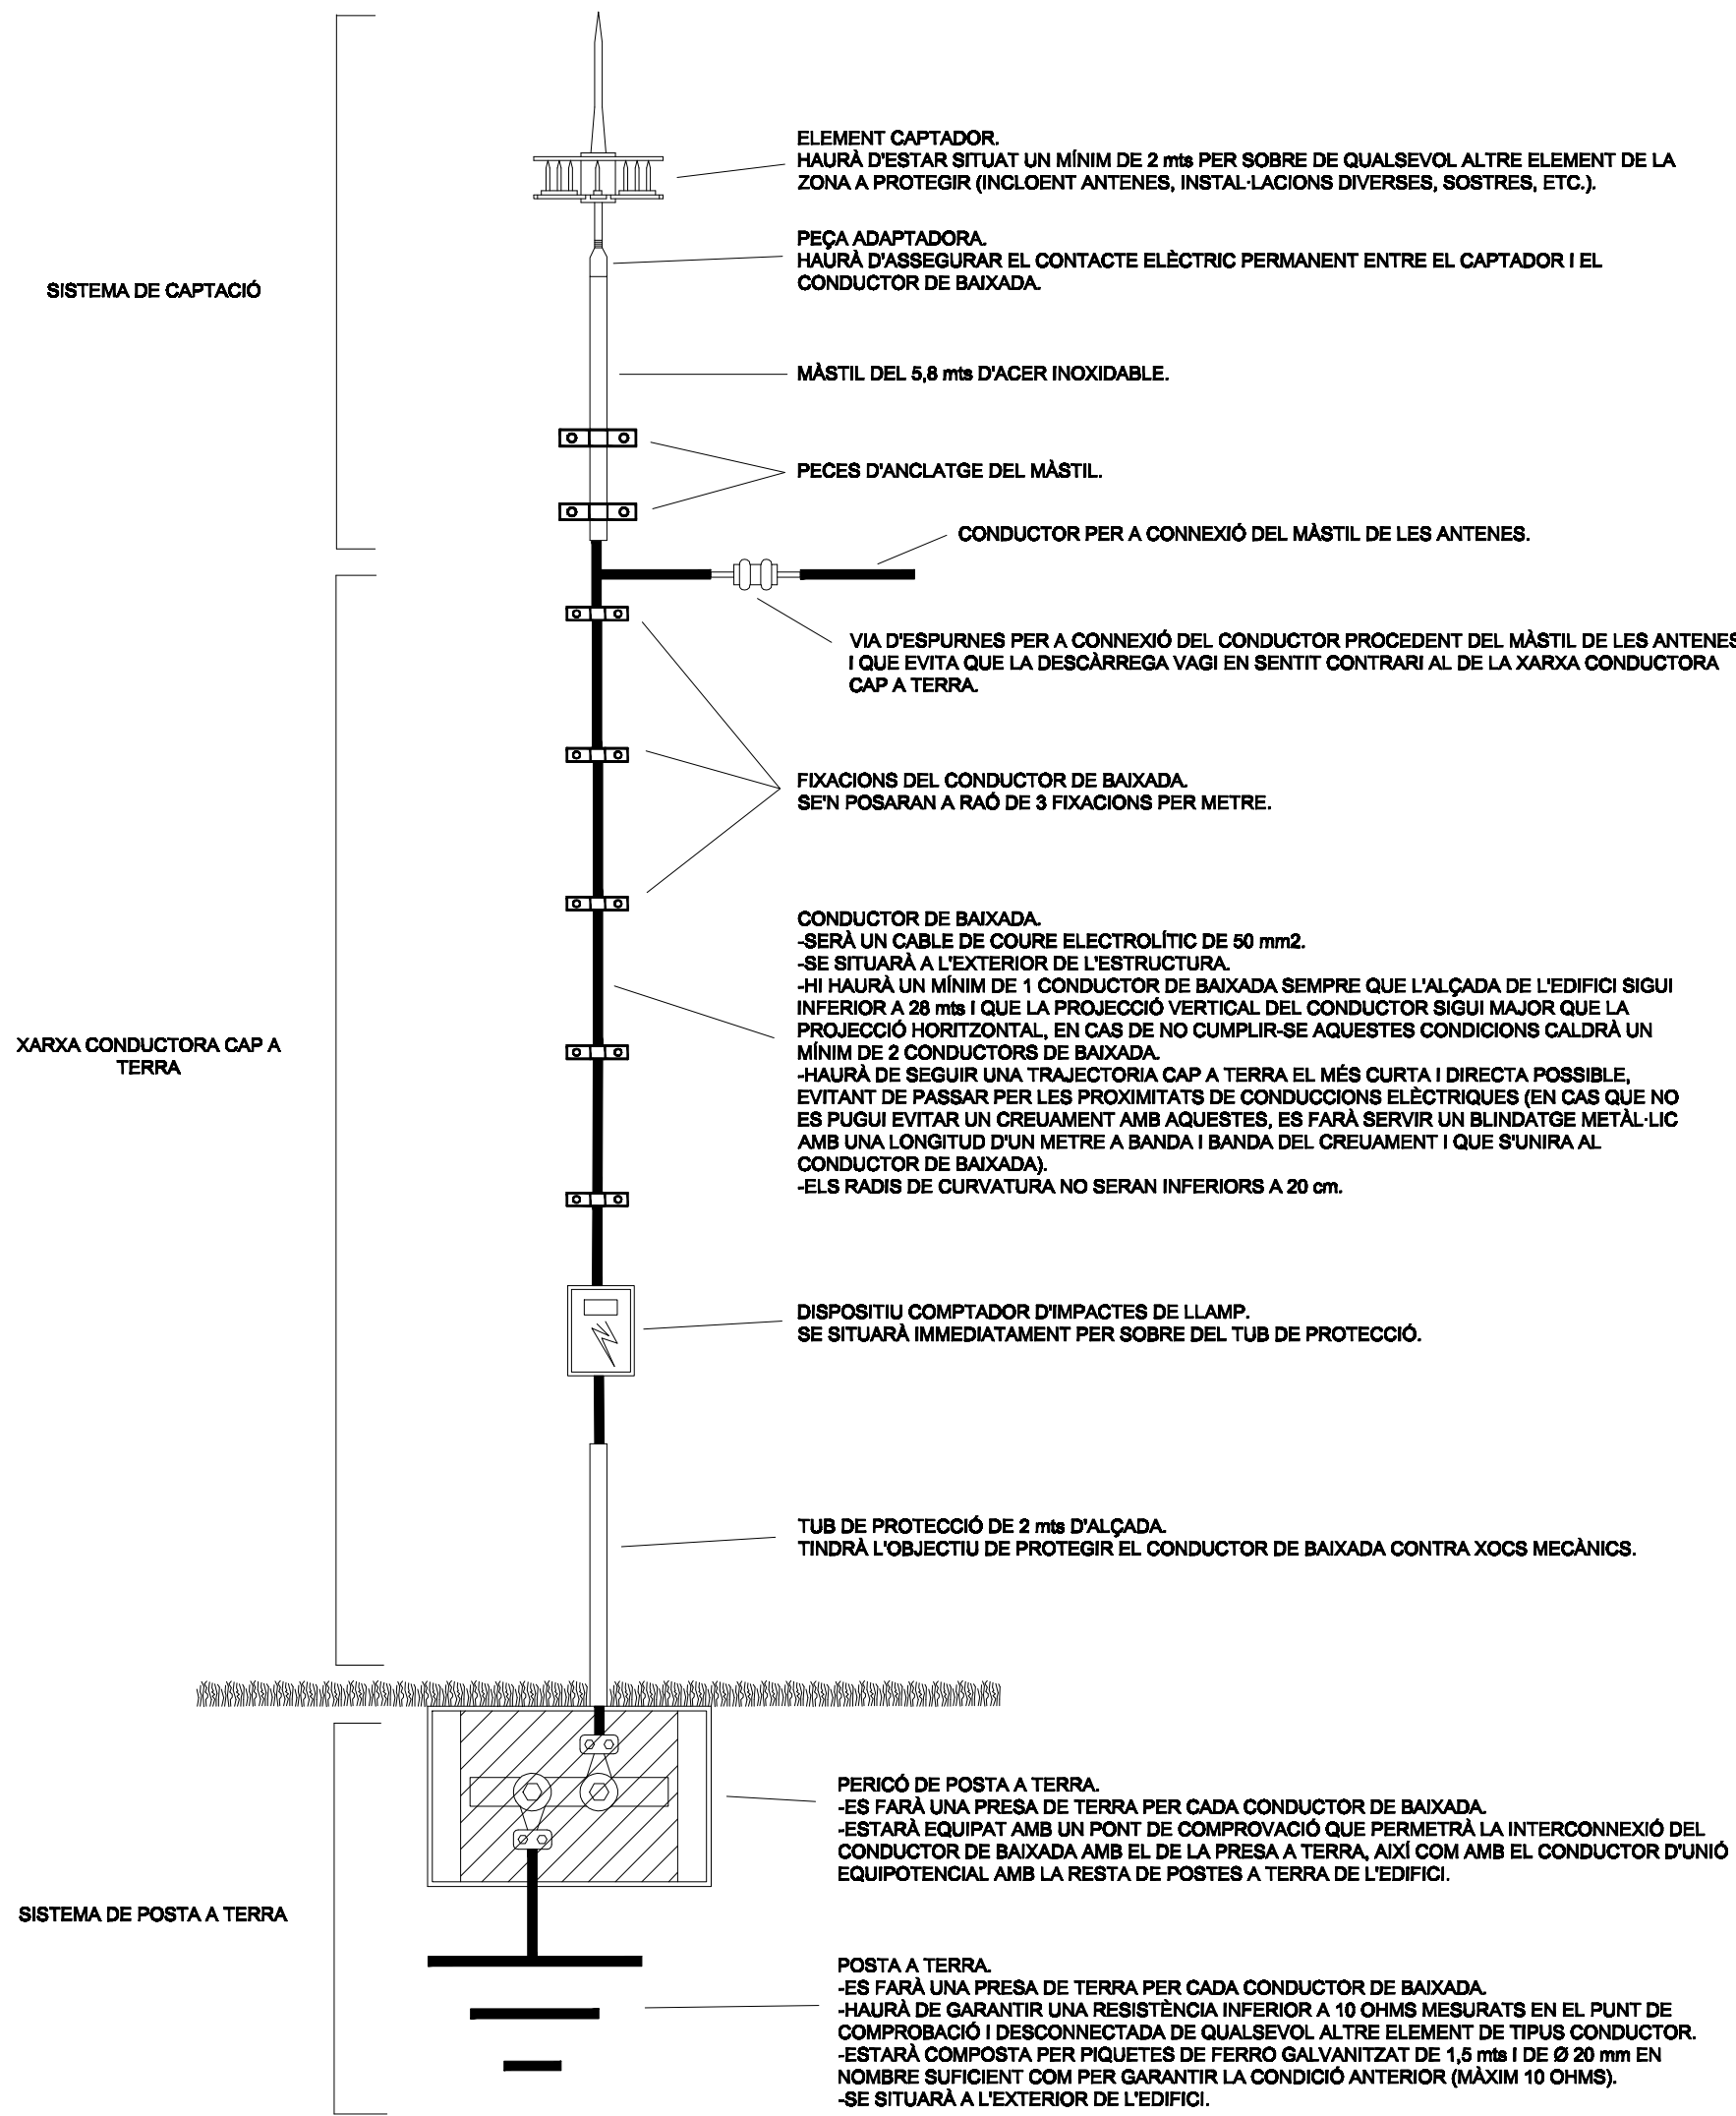 ELEMENT CAPTADOR.
HAURÀ D'ESTAR SITUAT UN MÍNIM DE 2 mts PER SOBRE DE QUALSEVOL ALTRE ELEMENT DE LA
ZONA A PROTEGIR (INCLOENT ANTENES, INSTAL·LACIONS DIVERSES, SOSTRES, ETC.).
PEÇA ADAPTADORA.
HAURÀ D'ASSEGURAR EL CONTACTE ELÈCTRIC PERMANENT ENTRE EL CAPTADOR I EL
CONDUCTOR DE BAIXADA.
SISTEMA DE CAPTACIÓ
MÀSTIL DEL 5,8 mts D'ACER INOXIDABLE.
PECES D'ANCLATGE DEL MÀSTIL.
CONDUCTOR PER A CONNEXIÓ DEL MÀSTIL DE LES ANTENES.
VIA D'ESPURNES PER A CONNEXIÓ DEL CONDUCTOR PROCEDENT DEL MÀSTIL DE LES ANTENES
I QUE EVITA QUE LA DESCÀRREGA VAGI EN SENTIT CONTRARI AL DE LA XARXA CONDUCTORA
CAP A TERRA.
FIXACIONS DEL CONDUCTOR DE BAIXADA.
SE'N POSARAN A RAÓ DE 3 FIXACIONS PER METRE.
CONDUCTOR DE BAIXADA.
-SERÀ UN CABLE DE COURE ELECTROLÍTIC DE 50 mm2.
-SE SITUARÀ A L'EXTERIOR DE L'ESTRUCTURA.
-HI HAURÀ UN MÍNIM DE 1 CONDUCTOR DE BAIXADA SEMPRE QUE L'ALÇADA DE L'EDIFICI SIGUI
INFERIOR A 28 mts I QUE LA PROJECCIÓ VERTICAL DEL CONDUCTOR SIGUI MAJOR QUE LA
PROJECCIÓ HORITZONTAL, EN CAS DE NO CUMPLIR-SE AQUESTES CONDICIONS CALDRÀ UN
MÍNIM DE 2 CONDUCTORS DE BAIXADA.
-HAURÀ DE SEGUIR UNA TRAJECTORIA CAP A TERRA EL MÉS CURTA I DIRECTA POSSIBLE,
EVITANT DE PASSAR PER LES PROXIMITATS DE CONDUCCIONS ELÈCTRIQUES (EN CAS QUE NO
ES PUGUI EVITAR UN CREUAMENT AMB AQUESTES, ES FARÀ SERVIR UN BLINDATGE METÀL·LIC
AMB UNA LONGITUD D'UN METRE A BANDA I BANDA DEL CREUAMENT I QUE S'UNIRA AL
CONDUCTOR DE BAIXADA).
-ELS RADIS DE CURVATURA NO SERAN INFERIORS A 20 cm.
XARXA CONDUCTORA CAP A
TERRA
DISPOSITIU COMPTADOR D'IMPACTES DE LLAMP.
SE SITUARÀ IMMEDIATAMENT PER SOBRE DEL TUB DE PROTECCIÓ.
TUB DE PROTECCIÓ DE 2 mts D'ALÇADA.
TINDRÀ L'OBJECTIU DE PROTEGIR EL CONDUCTOR DE BAIXADA CONTRA XOCS MECÀNICS.
PERICÓ DE POSTA A TERRA.
-ES FARÀ UNA PRESA DE TERRA PER CADA CONDUCTOR DE BAIXADA.
-ESTARÀ EQUIPAT AMB UN PONT DE COMPROVACIÓ QUE PERMETRÀ LA INTERCONNEXIÓ DEL
CONDUCTOR DE BAIXADA AMB EL DE LA PRESA A TERRA, AIXÍ COM AMB EL CONDUCTOR D'UNIÓ
EQUIPOTENCIAL AMB LA RESTA DE POSTES A TERRA DE L'EDIFICI.
SISTEMA DE POSTA A TERRA
POSTA A TERRA.
-ES FARÀ UNA PRESA DE TERRA PER CADA CONDUCTOR DE BAIXADA.
-HAURÀ DE GARANTIR UNA RESISTÈNCIA INFERIOR A 10 OHMS MESURATS EN EL PUNT DE
COMPROBACIÓ I DESCONNECTADA DE QUALSEVOL ALTRE ELEMENT DE TIPUS CONDUCTOR.
-ESTARÀ COMPOSTA PER PIQUETES DE FERRO GALVANITZAT DE 1,5 mts I DE Ø 20 mm EN
NOMBRE SUFICIENT COM PER GARANTIR LA CONDICIÓ ANTERIOR (MÀXIM 10 OHMS).
-SE SITUARÀ A L'EXTERIOR DE L'EDIFICI.